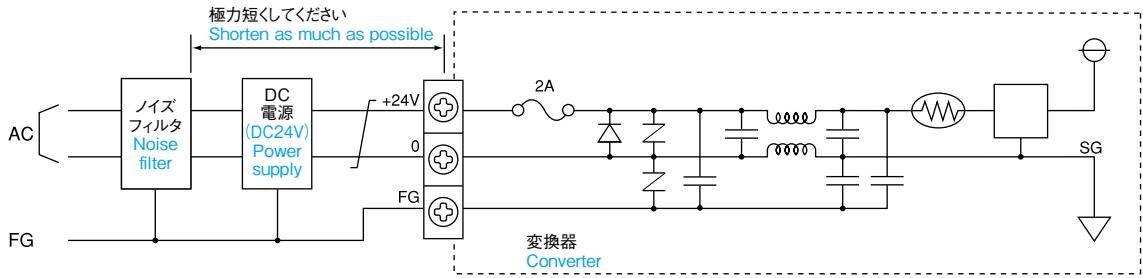 極力短くしてください
Shorten as much as possible
AC
ノイズ
フィルタ
Noise
filter
DC
電源
(DC24V)
Power
supply
+24V
0
FG
2A
SG
FG
変換器
Converter